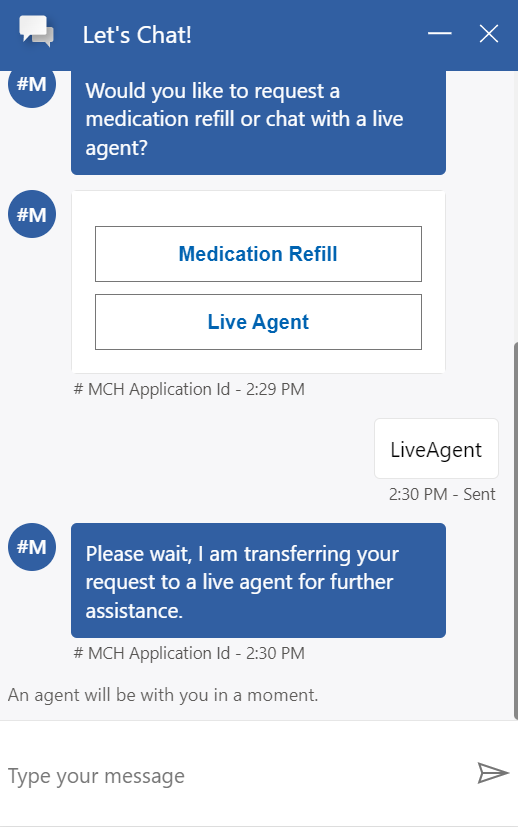 Let's Chat!
#M
Would you like to request a
medication refill or chat with a live
agent?
#M
Medication Refill
Live Agent
# MCH Application Id - 2:29 PM
LiveAgent
2:30 PM - Sent
#M
Please wait, I am transferring your
request to a live agent for further
assistance.
# MCH Application Id - 2:30 PM
An agent will be with you in a moment.
Type your message